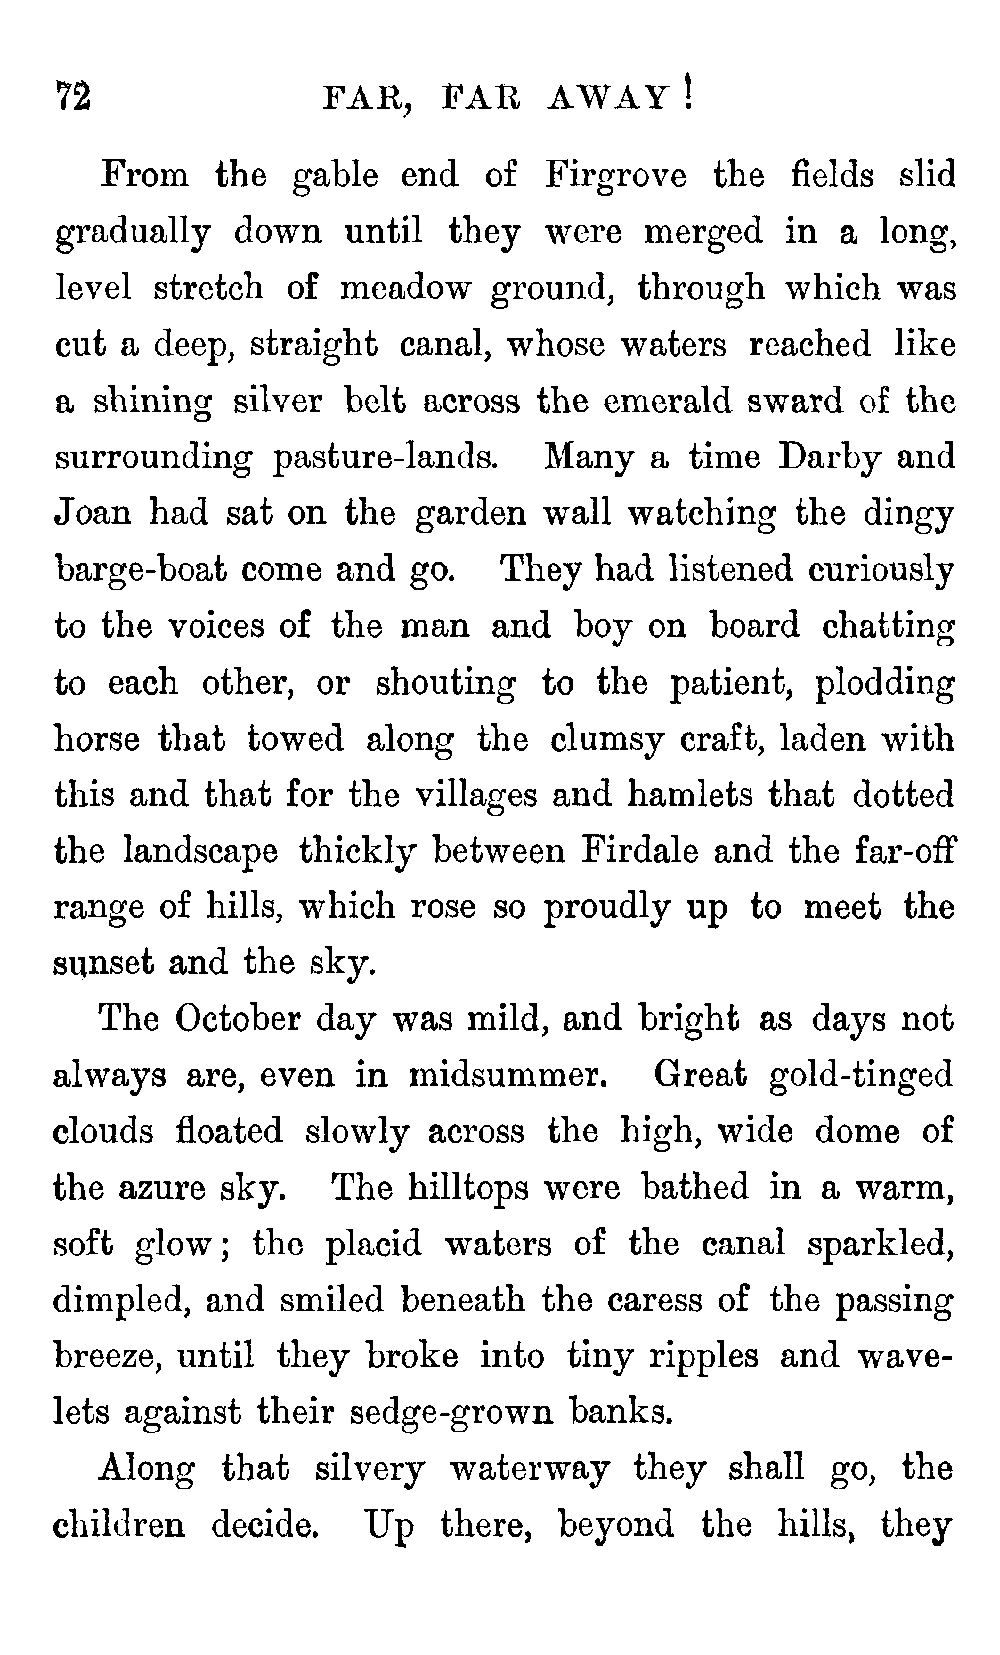 72 FAR, FAR AWAY!
From the gable end of Firgrove the fields slid
gradually down until they were merged in a long,
level stretch of meadow ground, through which was
cut a deep, straight canal, whose waters reached like
a shining silver belt across the emerald sward of the
surrounding pasture-lands. Many a time Darby and
Joan had sat on the garden wall watching the dingy
barge-boat come and go. They had listened curiously
to the voices of the man and boy on board chatting
to each other, or shouting to the patient, plodding
horse that towed along the clumsy craft, laden with
this and that for the villages and hamlets that dotted
the landscape thickly between Firdale and the far-off
range of hills, which rose so proudly up to meet the
sunset and the sky.
The October day was mild, and bright as days not
always are, even in midsummer. Great gold-tinged
clouds floated slowly across the high, wide dome of
the azure sky. The hilltops were bathed in a warm,
soft glow; the placid waters of the canal sparkled,
dimpled, and smiled beneath the caress of the passing
breeze, until they broke into tiny ripples and wave-
lets against their sedge-grown banks.
Along that silvery waterway they shall go, the
children decide. Up there, beyond the hills, they